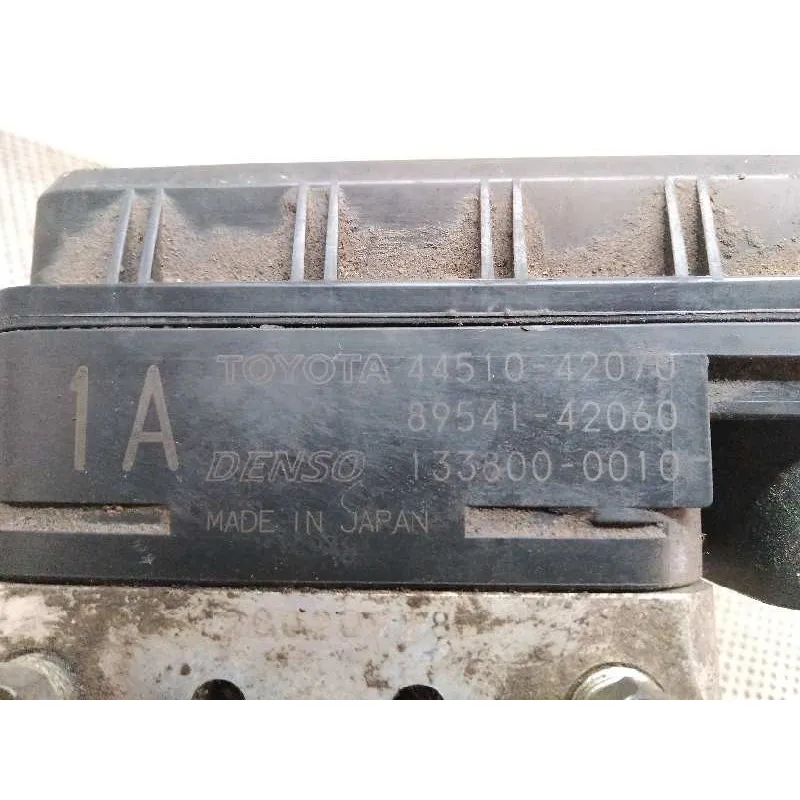 1A
TOYOTA 44510-42070
89541-42060
DENSO 133800-0010
MADE IN JAPAN